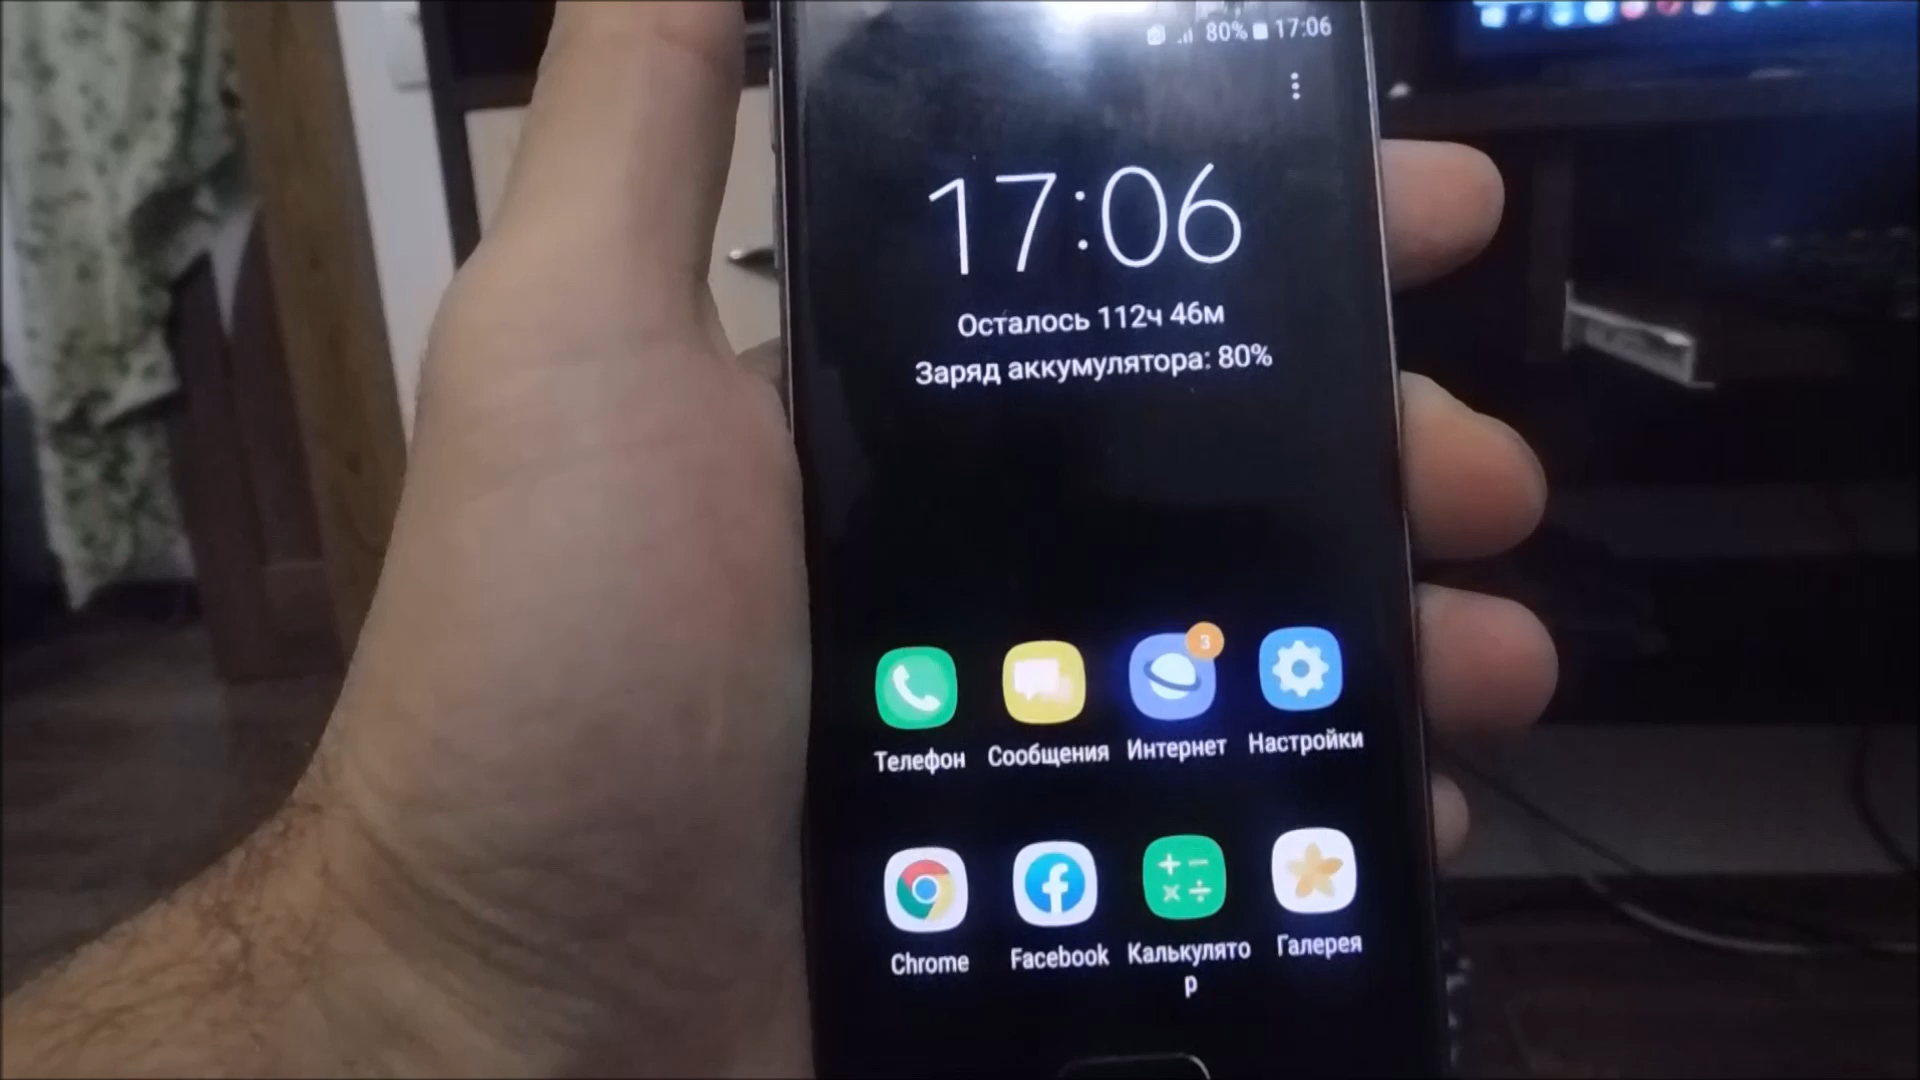 80% 17:06
17:06
Осталось 112ч 46м
Заряд аккумулятора: 80%
3
Телефон Сообщения Интернет Настройки
Chrome Facebook Калькулято
р
Галерея